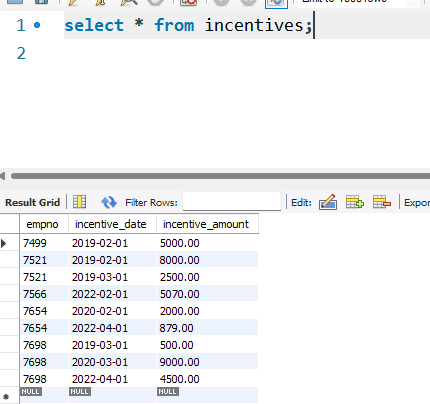 1 select * from incentives;
2
Result Grid Filter Rows: Edit:
empno incentive_date incentive_amount
7499 2019-02-01 5000.00
7521 2019-02-01 8000.00
7521 2019-03-01 2500.00
7566 2022-02-01 5070.00
7654 2020-02-01 2000.00
7654 2022-04-01 879.00
7698 2019-03-01 500.00
7698 2020-03-01 9000.00
7698 2022-04-01 4500.00
NULL NULL NULL